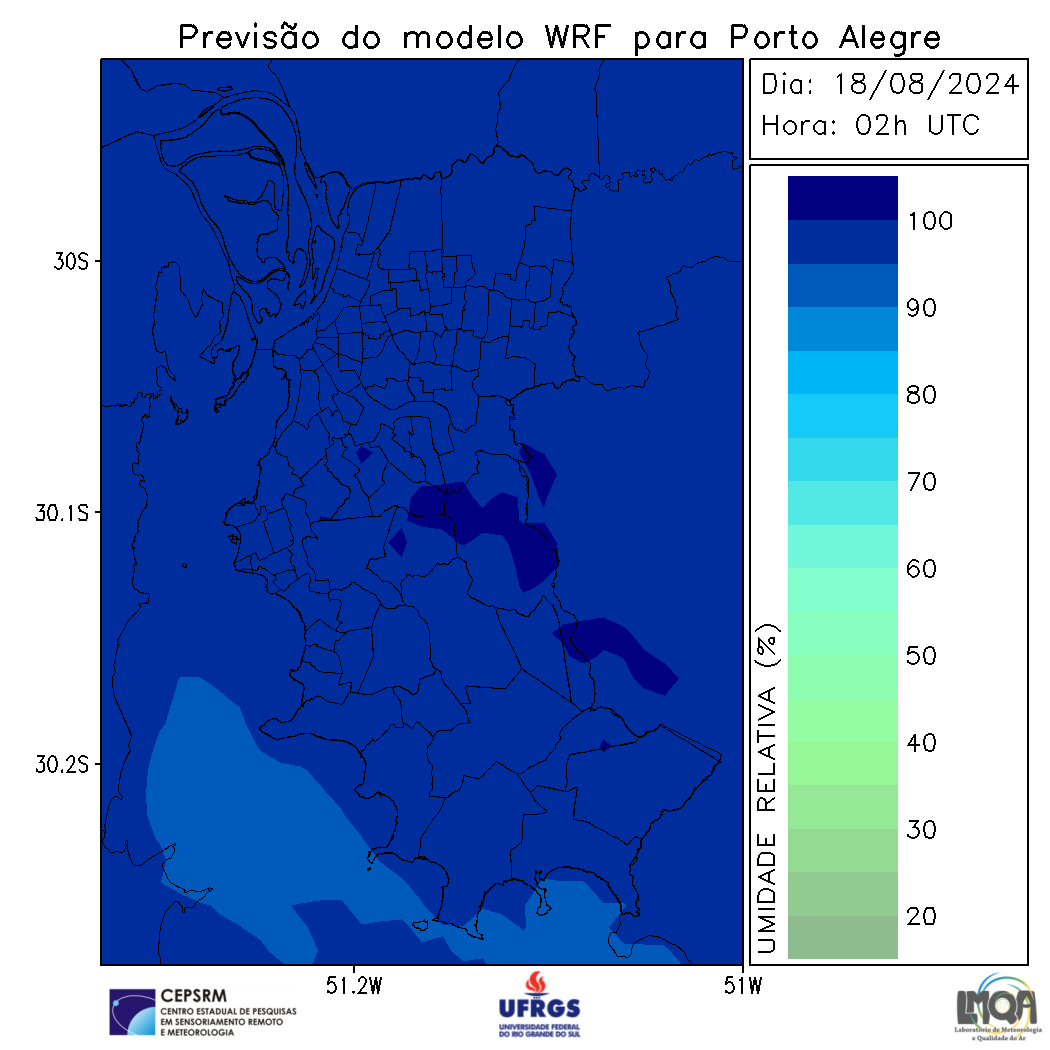 Previsão do modelo WRF para Porto Alegre
Dia: 18/08/2024
Hora: 02h UTC
30S
30.1S
30.2S
51.2W
51W
UMIDADE RELATIVA (%)
100
90
80
70
60
50
40
30
20
CEPSRM
CENTRO ESTADUAL DE PESQUISAS
EM SENSORIAMENTO REMOTO
E METEOROLOGIA
UFRGS
UNIVERSIDADE FEDERAL
DO RIO GRANDE DO SUL
LMQA
Laboratório de Meteorologia
e Qualidade do Ar